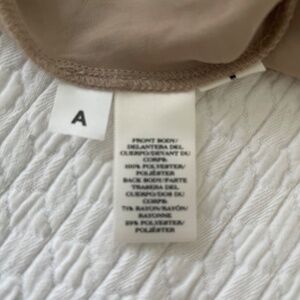 A
FRONT BODY/
DELANTERA DEL
CUERPO/DEVANT DU
CORPS
100% POLYESTER/
POLIÉSTER
BACK BODY/PARTE
TRASERA DEL
CUERPO/DOS DU
CORPS
71% RAYON/RAYÓN/
RAYONNE
29% POLYESTER/
POLIÉSTER